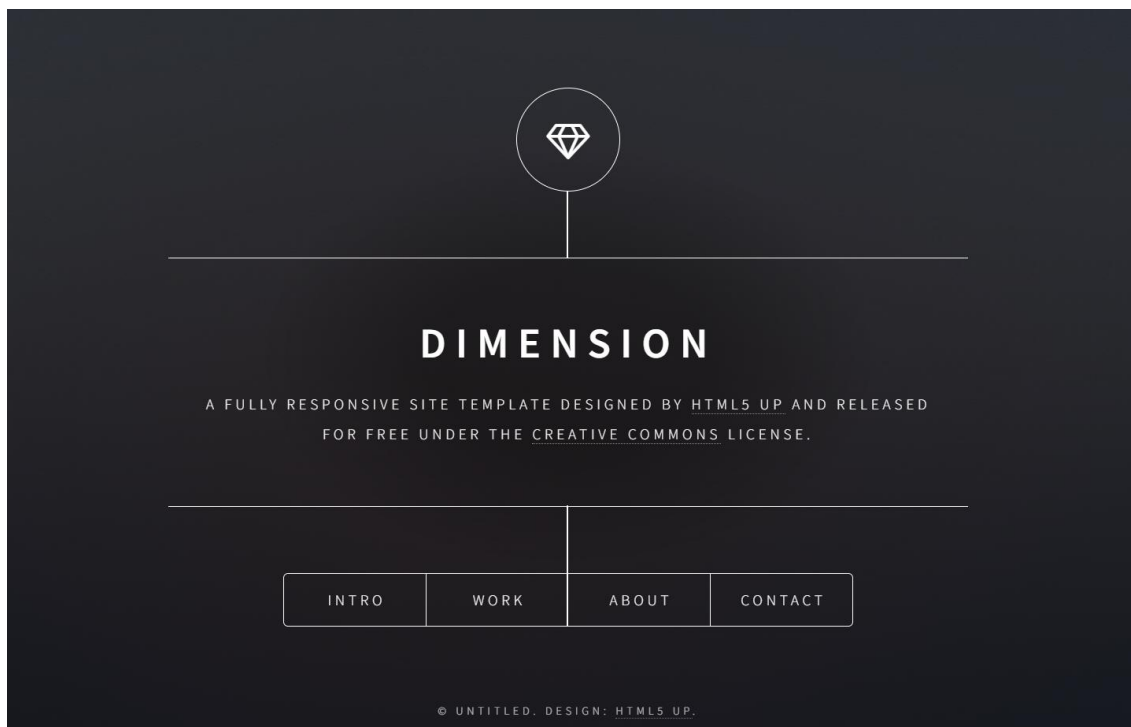 DIMENSION
A FULLY RESPONSIVE SITE TEMPLATE DESIGNED BY HTML5 UP AND RELEASED
FOR FREE UNDER THE CREATIVE COMMONS LICENSE.
INTRO WORK ABOUT CONTACT
© UNTITLED. DESIGN: HTML5 UP.